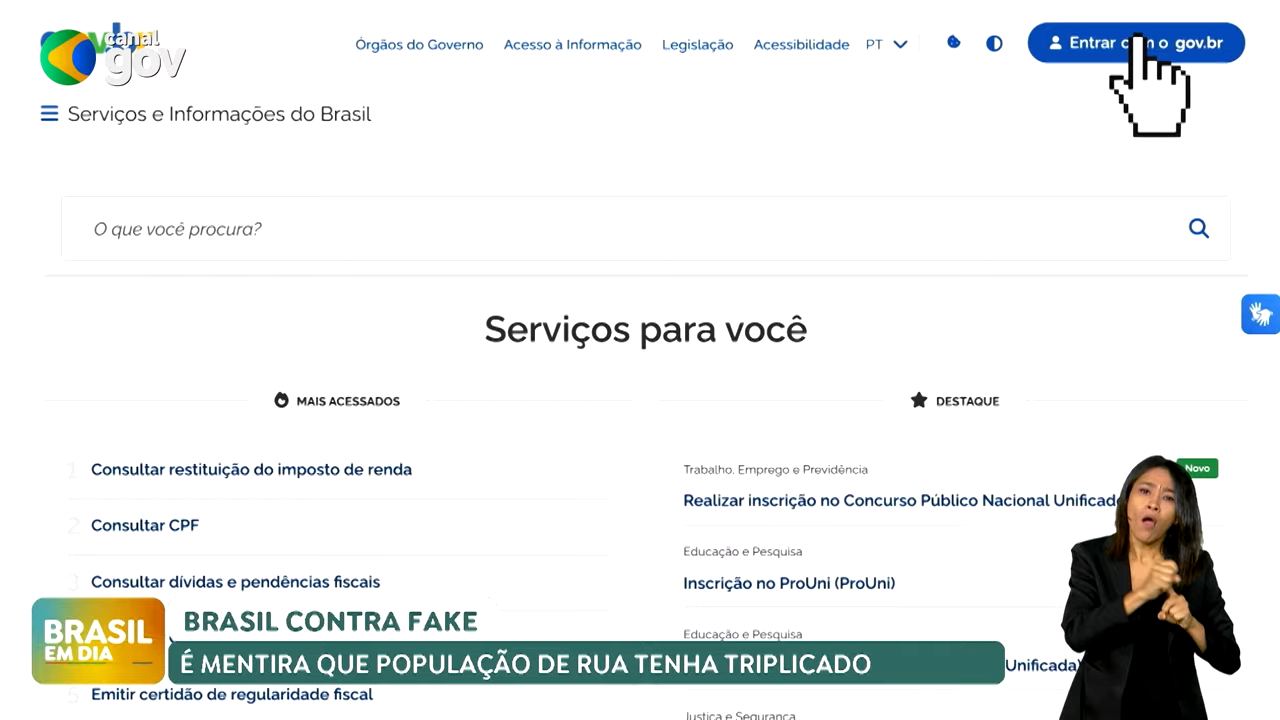 canal
gov
Órgãos do Governo Acesso à Informação Legislação Acessibilidade PT
Entrar com o gov.br
Serviços e Informações do Brasil
O que você procura?
Serviços para você
MAIS ACESSADOS
1 Consultar restituição do imposto de renda
2 Consultar CPF
3 Consultar dívidas e pendências fiscais
5 Emitir certidão de regularidade fiscal
DESTAQUE
Trabalho, Emprego e Previdência
Novo
Realizar inscrição no Concurso Público Nacional Unificado
Educação e Pesquisa
Inscrição no ProUni (ProUni)
Educação e Pesquisa
Unificada)
Justiça e Segurança
BRASIL
EM DIA
BRASIL CONTRA FAKE
É MENTIRA QUE POPULAÇÃO DE RUA TENHA TRIPLICADO